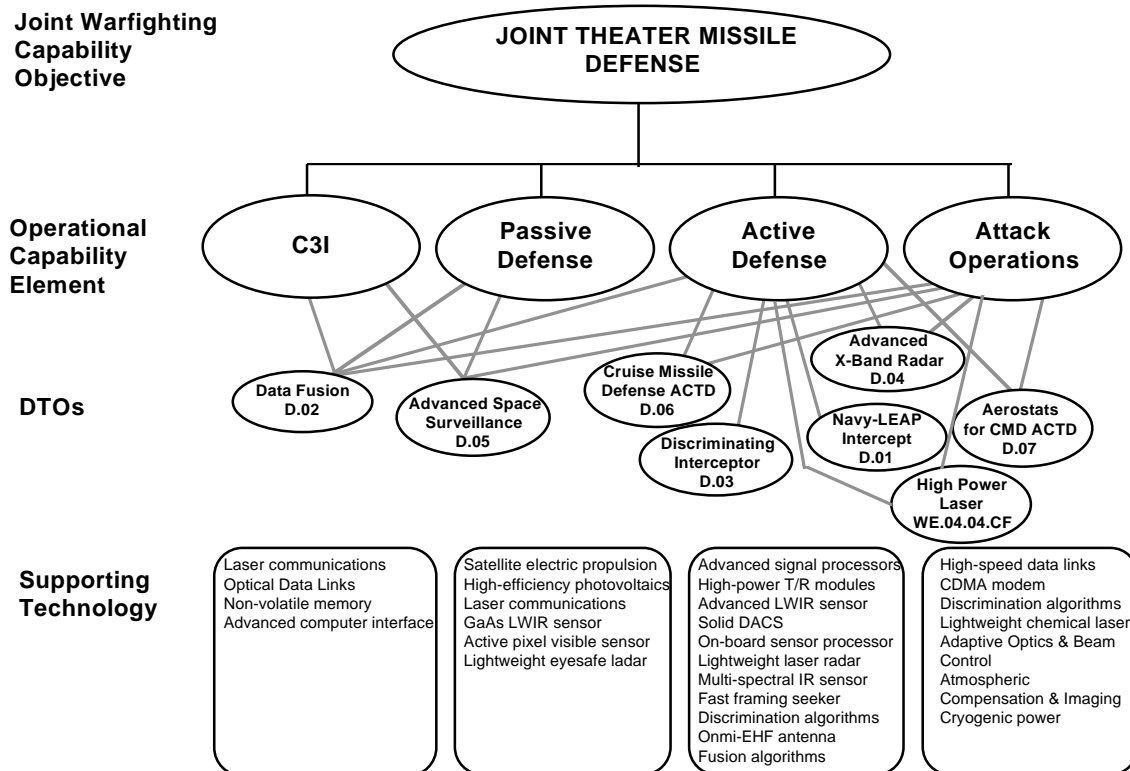 Joint Warfighting
Capability
Objective
JOINT THEATER MISSILE
DEFENSE
Operational
Capability
Element
C3I
Passive
Defense
Active
Defense
Attack
Operations
DTOs
Data Fusion
D.02
Advanced Space
Surveillance
D.05
Cruise Missile
Defense ACTD
D.06
Discriminating
Interceptor
D.03
Advanced
X-Band Radar
D.04
Navy-LEAP
Intercept
D.01
Aerostats
for CMD ACTD
D.07
High Power
Laser
WE.04.04.CF
Supporting
Technology
Laser communications
Optical Data Links
Non-volatile memory
Advanced computer interface
Satellite electric propulsion
High-efficiency photovoltaics
Laser communications
GaAs LWIR sensor
Active pixel visible sensor
Lightweight eyesafe ladar
Advanced signal processors
High-power T/R modules
Advanced LWIR sensor
Solid DACS
On-board sensor processor
Lightweight laser radar
Multi-spectral IR sensor
Fast framing seeker
Discrimination algorithms
Onmi-EHF antenna
Fusion algorithms
High-speed data links
CDMA modem
Discrimination algorithms
Lightweight chemical laser
Adaptive Optics & Beam
Control
Atmospheric
Compensation & Imaging
Cryogenic power